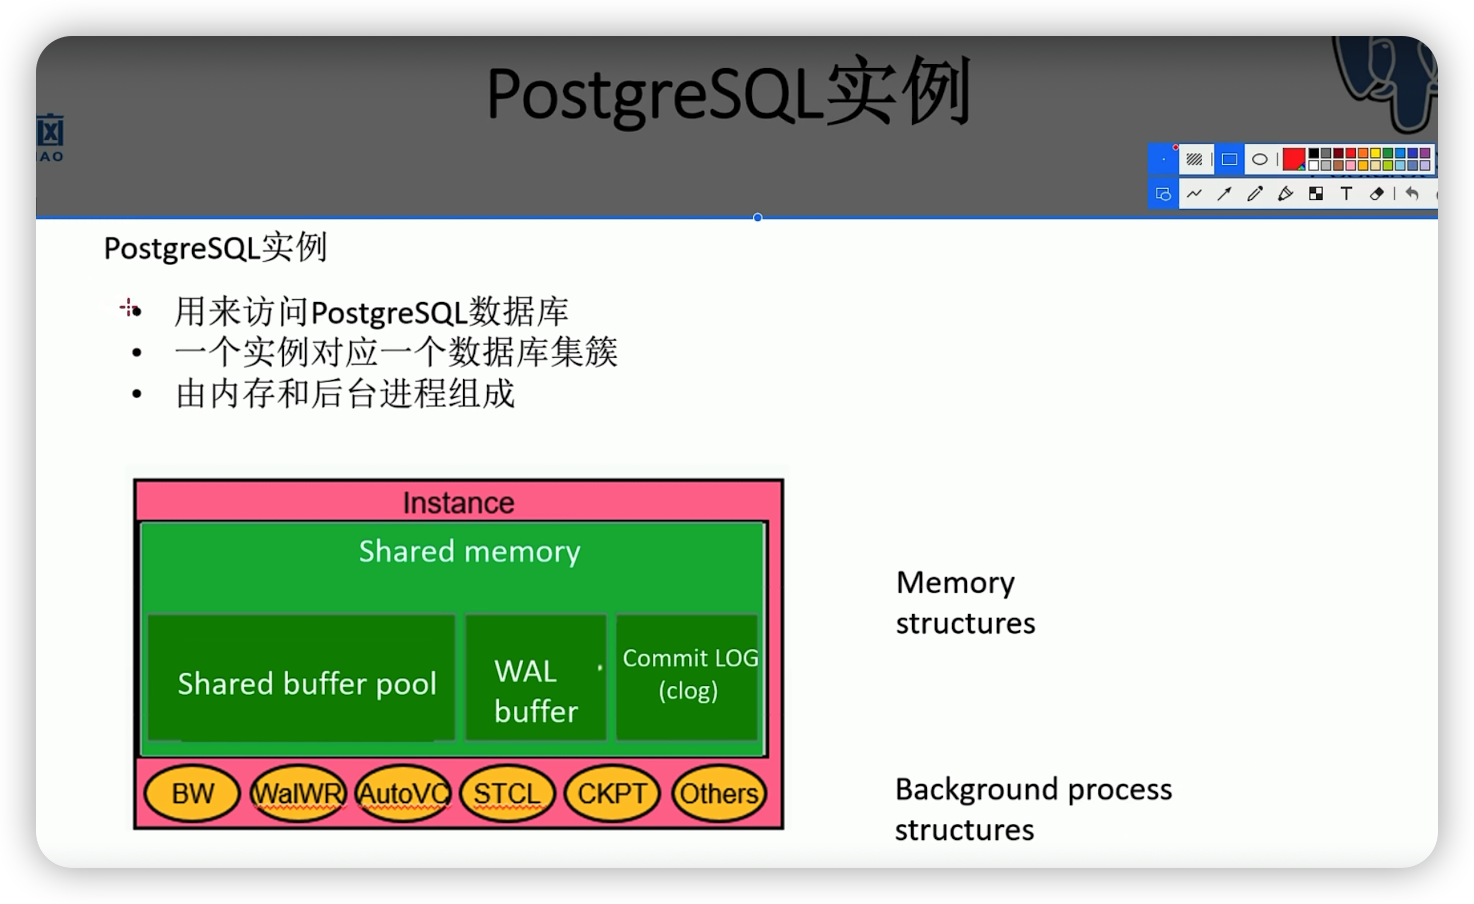 PostgreSQL实例
IAO
PostgreSQL实例
• 用来访问PostgreSQL数据库
• 一个实例对应一个数据库集簇
• 由内存和后台进程组成
Instance
Shared memory
Shared buffer pool
WAL
buffer
Commit LOG
(clog)
Memory
structures
BW WalWR AutoVC STCL CKPT Others
Background process
structures